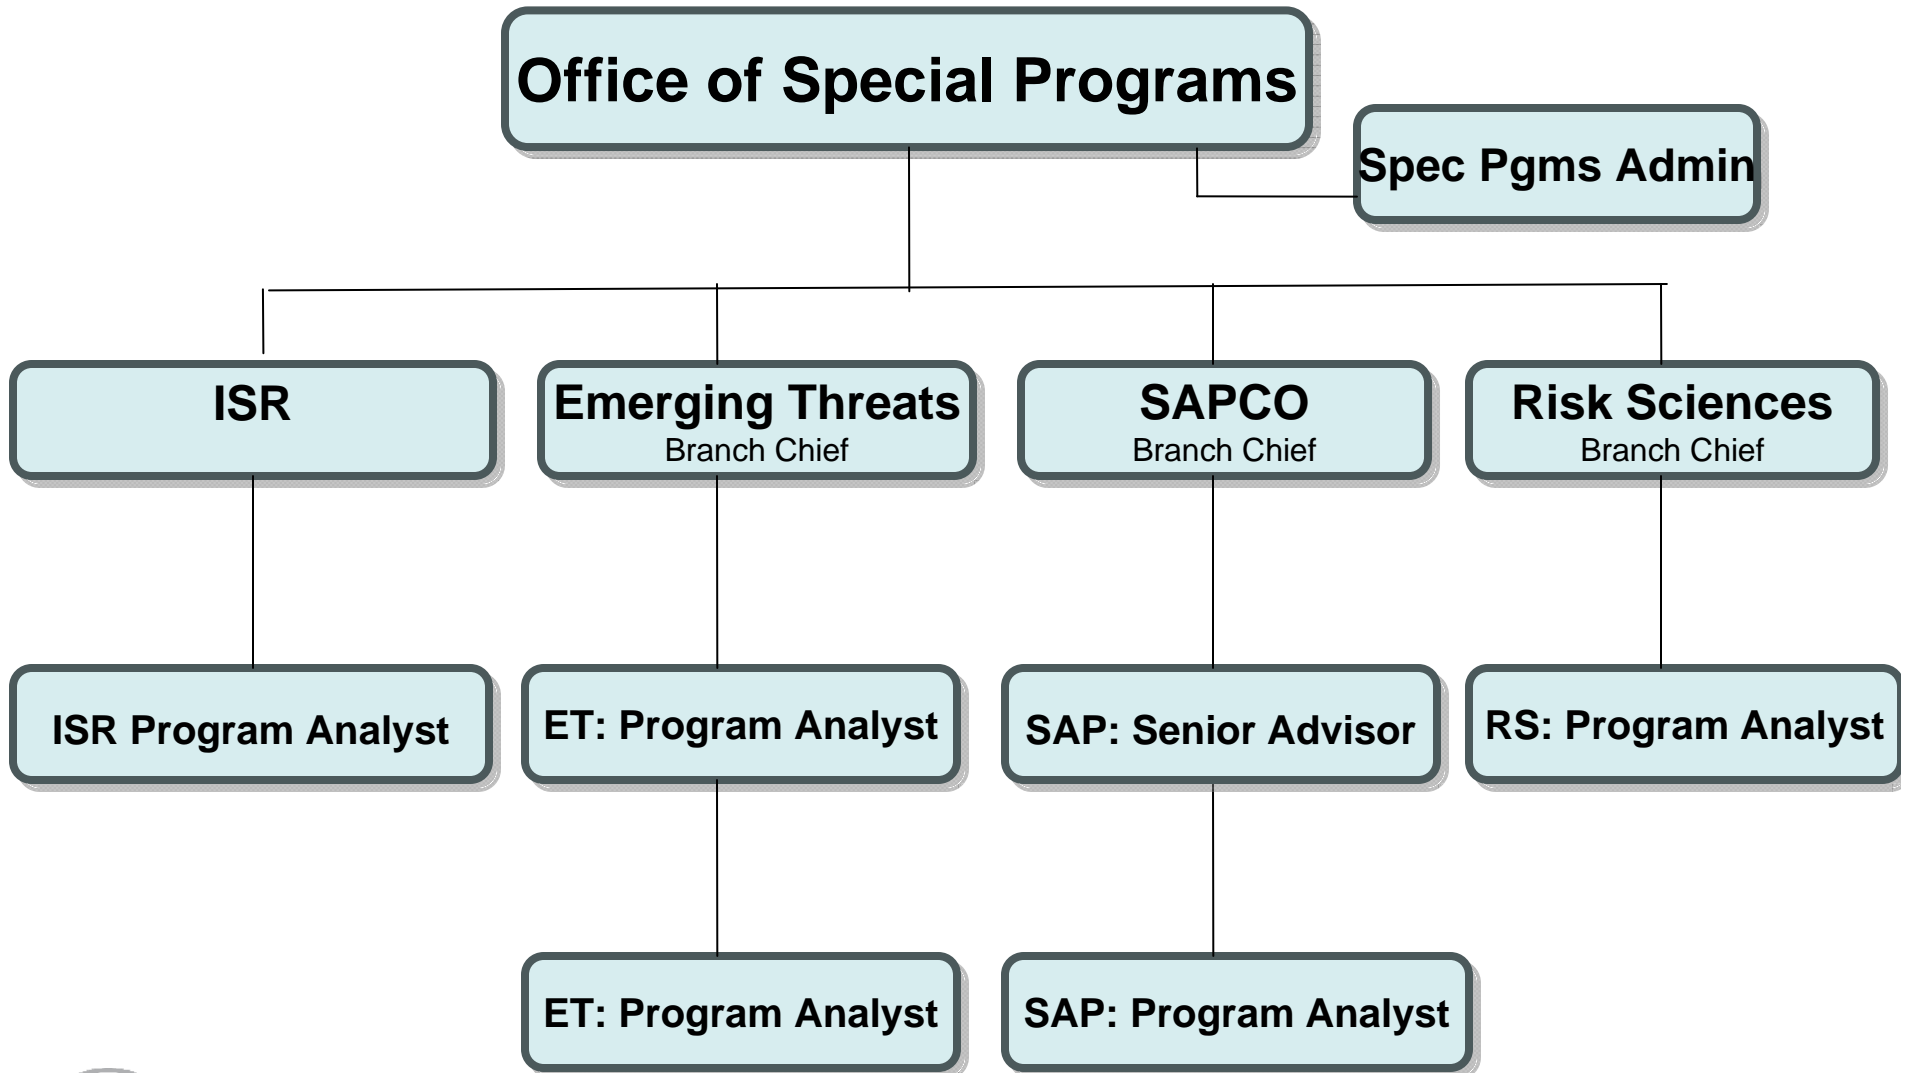 Office of Special Programs
Spec Pgms Admin
ISR
Emerging Threats
Branch Chief
SAPCO
Branch Chief
Risk Sciences
Branch Chief
ISR Program Analyst
ET: Program Analyst
SAP: Senior Advisor
RS: Program Analyst
ET: Program Analyst
SAP: Program Analyst